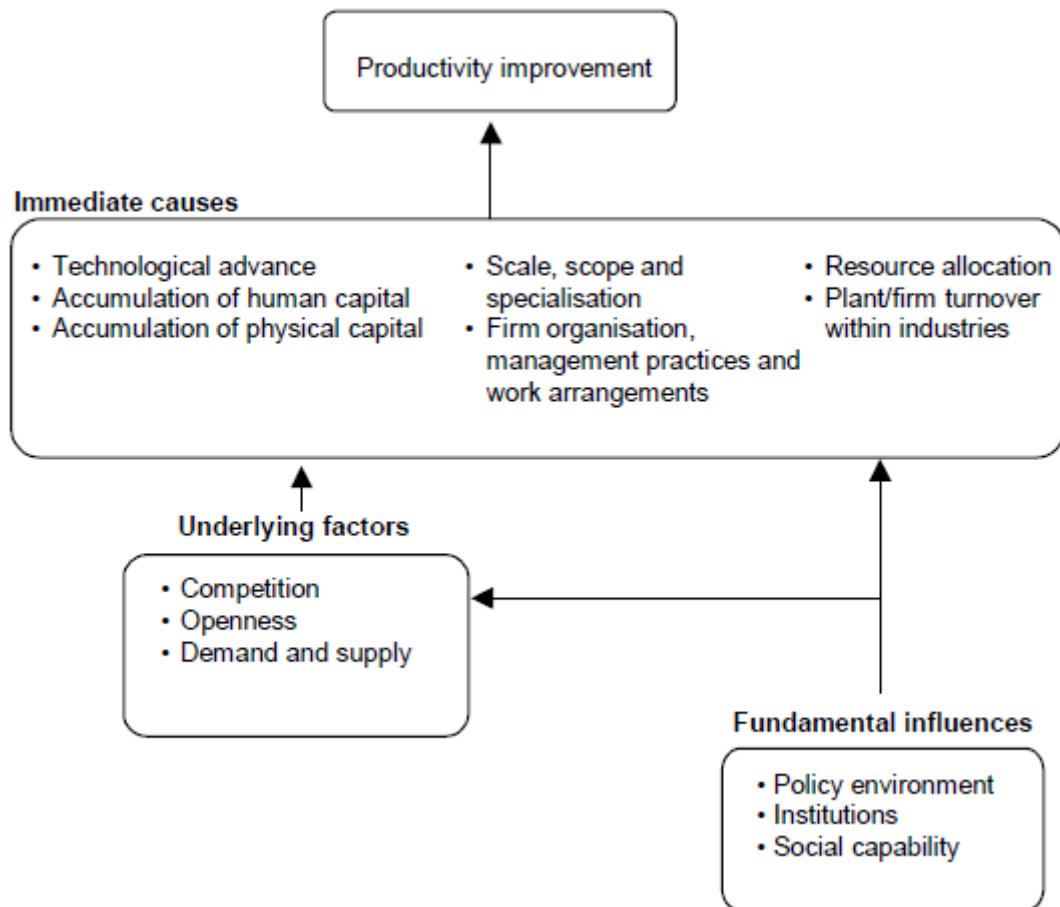 Productivity improvement
Immediate causes
• Technological advance
• Accumulation of human capital
• Accumulation of physical capital
• Scale, scope and
specialisation
• Firm organisation,
management practices and
work arrangements
• Resource allocation
• Plant/firm turnover
within industries
Underlying factors
• Competition
• Openness
• Demand and supply
Fundamental influences
• Policy environment
• Institutions
• Social capability